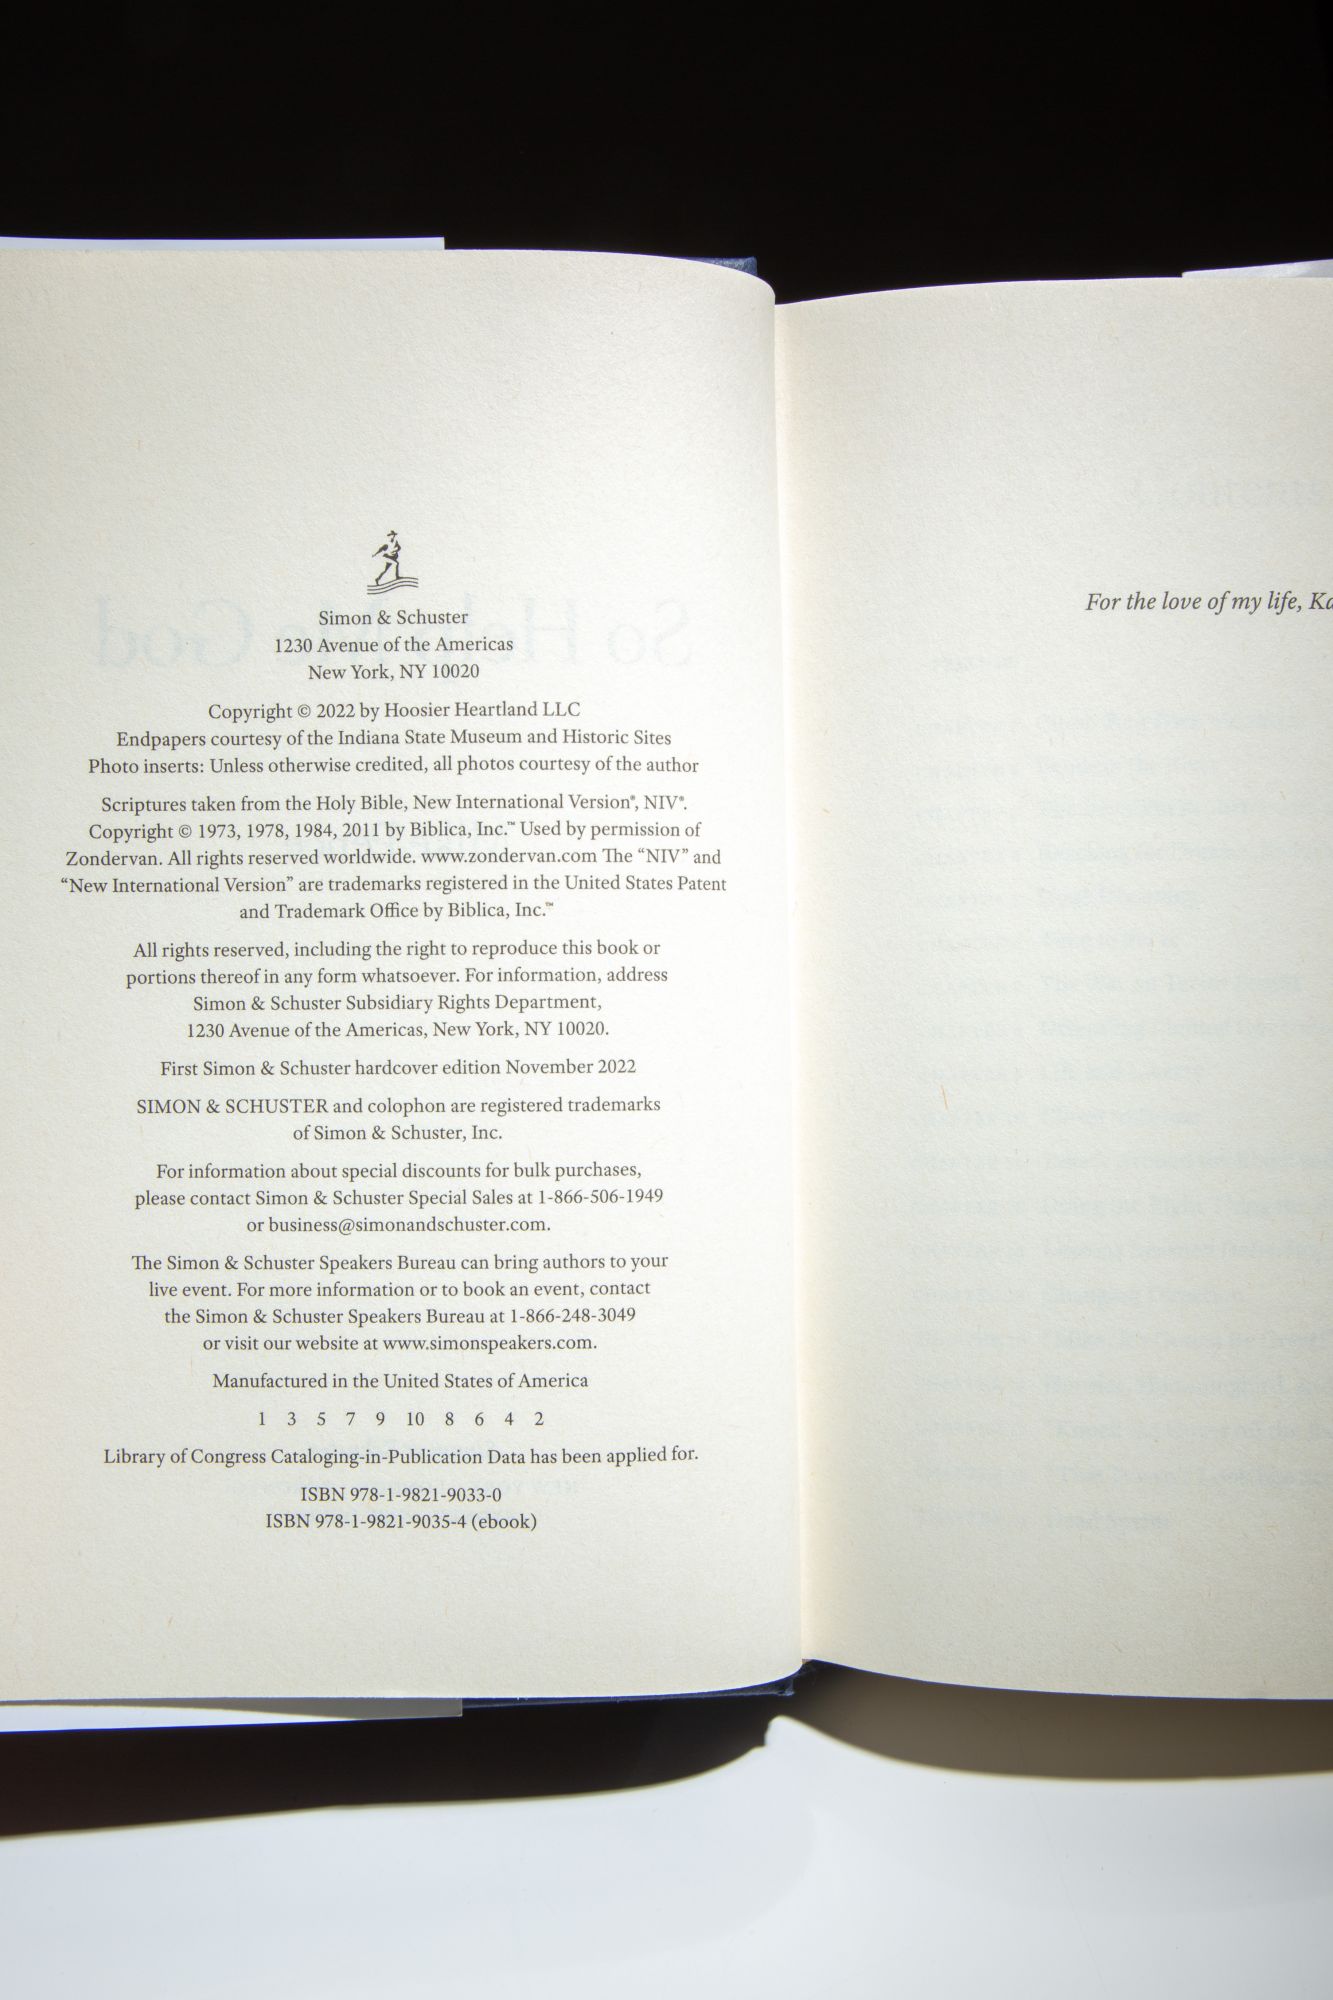 Simon & Schuster
1230 Avenue of the Americas
New York, NY 10020
Copyright © 2022 by Hoosier Heartland LLC
Endpapers courtesy of the Indiana State Museum and Historic Sites
Photo inserts: Unless otherwise credited, all photos courtesy of the author
Scriptures taken from the Holy Bible, New International Version®, NIV®.
Copyright © 1973, 1978, 1984, 2011 by Biblica, Inc.™ Used by permission of
Zondervan. All rights reserved worldwide. www.zondervan.com The “NIV” and
“New International Version” are trademarks registered in the United States Patent
and Trademark Office by Biblica, Inc.™
All rights reserved, including the right to reproduce this book or
portions thereof in any form whatsoever. For information, address
Simon & Schuster Subsidiary Rights Department,
1230 Avenue of the Americas, New York, NY 10020.
First Simon & Schuster hardcover edition November 2022
SIMON & SCHUSTER and colophon are registered trademarks
of Simon & Schuster, Inc.
For information about special discounts for bulk purchases,
please contact Simon & Schuster Special Sales at 1-866-506-1949
or business@simonandschuster.com.
The Simon & Schuster Speakers Bureau can bring authors to your
live event. For more information or to book an event, contact
the Simon & Schuster Speakers Bureau at 1-866-248-3049
or visit our website at www.simonspeakers.com.
Manufactured in the United States of America
1 3 5 7 9 10 8 6 4 2
Library of Congress Cataloging-in-Publication Data has been applied for.
ISBN 978-1-9821-9033-0
ISBN 978-1-9821-9035-4 (ebook)
For the love of my life, Ka